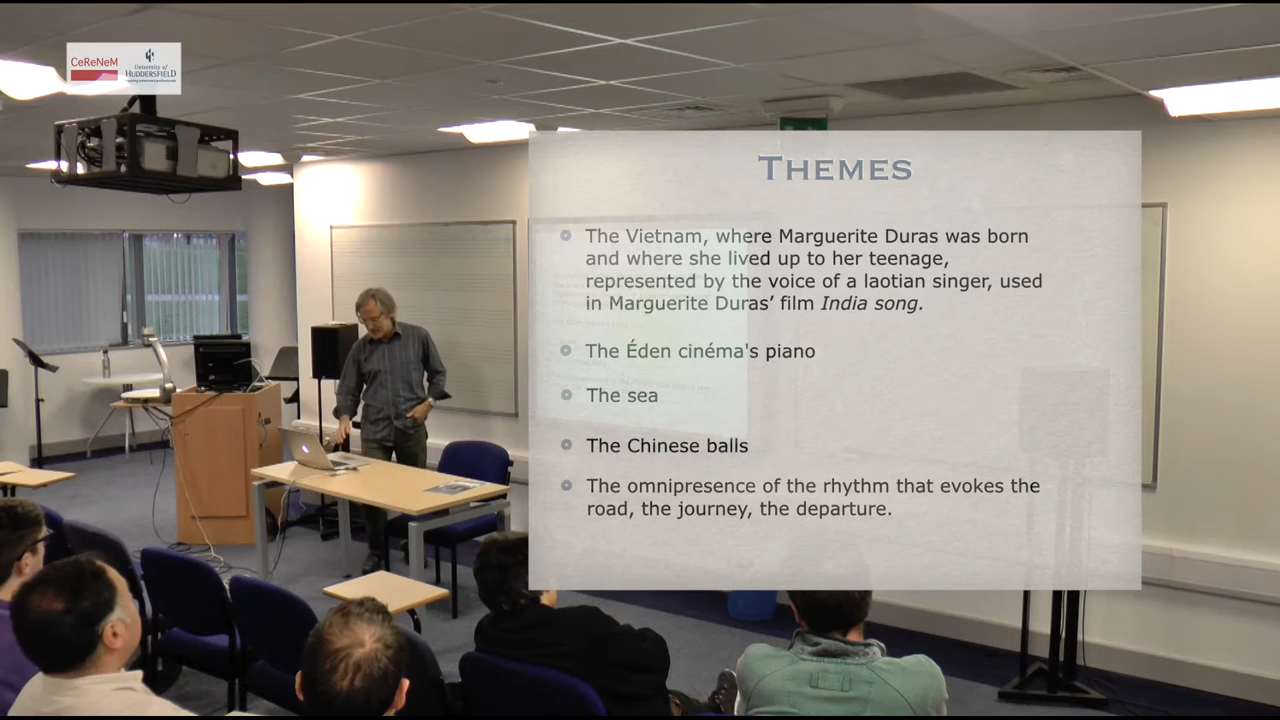 CeReNeM
University of
HUDDERSFIELD
THEMES
The Vietnam, where Marguerite Duras was born
and where she lived up to her teenage,
represented by the voice of a laotian singer, used
in Marguerite Duras’ film India song.
The Éden cinéma's piano
The sea
The Chinese balls
The omnipresence of the rhythm that evokes the
road, the journey, the departure.